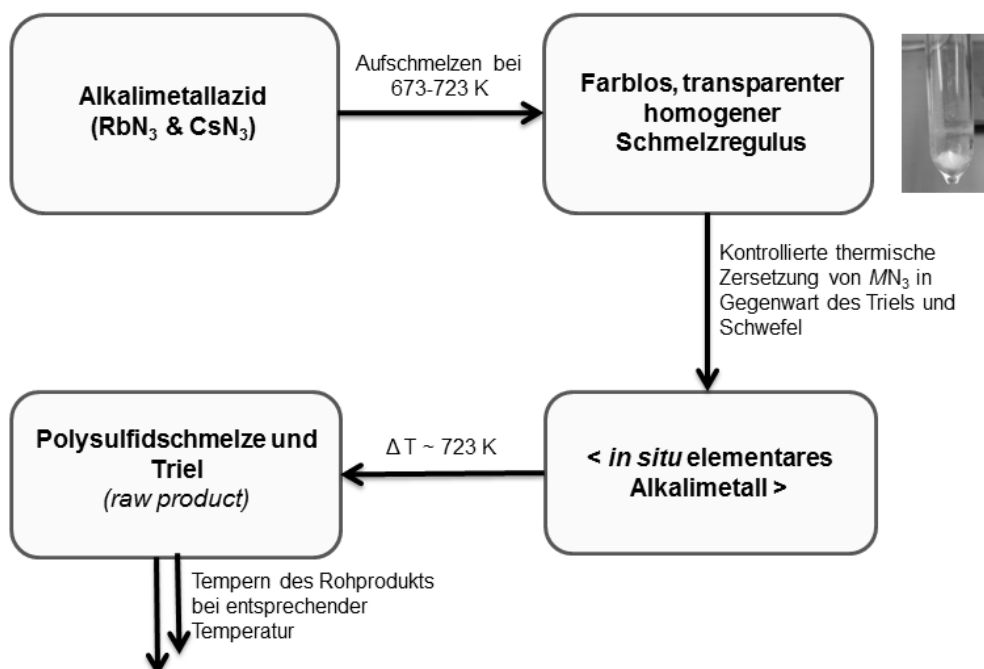 Alkalimetallazid
(RbN₃ & CsN₃)
Aufschmelzen bei
673-723 K
Farblos, transparenter
homogener
Schmelzregulus
Kontrollierte thermische
Zersetzung von MN₃ in
Gegenwart des Triels und
Schwefel
< in situ elementares
Alkalimetall >
Δ T ~ 723 K
Polysulfidschmelze und
Triel
(raw product)
Tempern des Rohprodukts
bei entsprechender
Temperatur